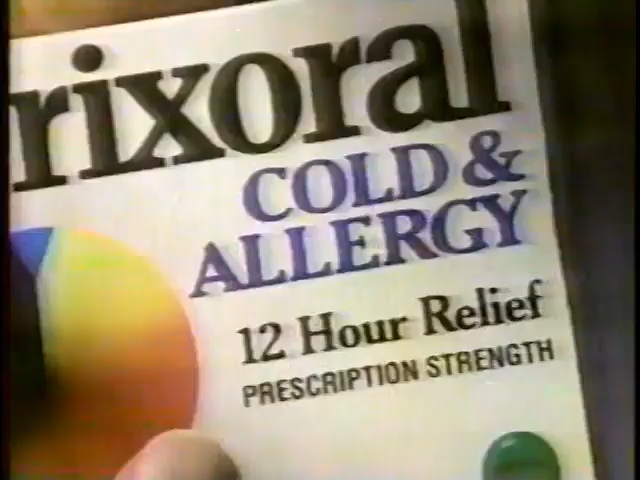 rixoral
COLD &
ALLERGY
12 Hour Relief
PRESCRIPTION STRENGTH